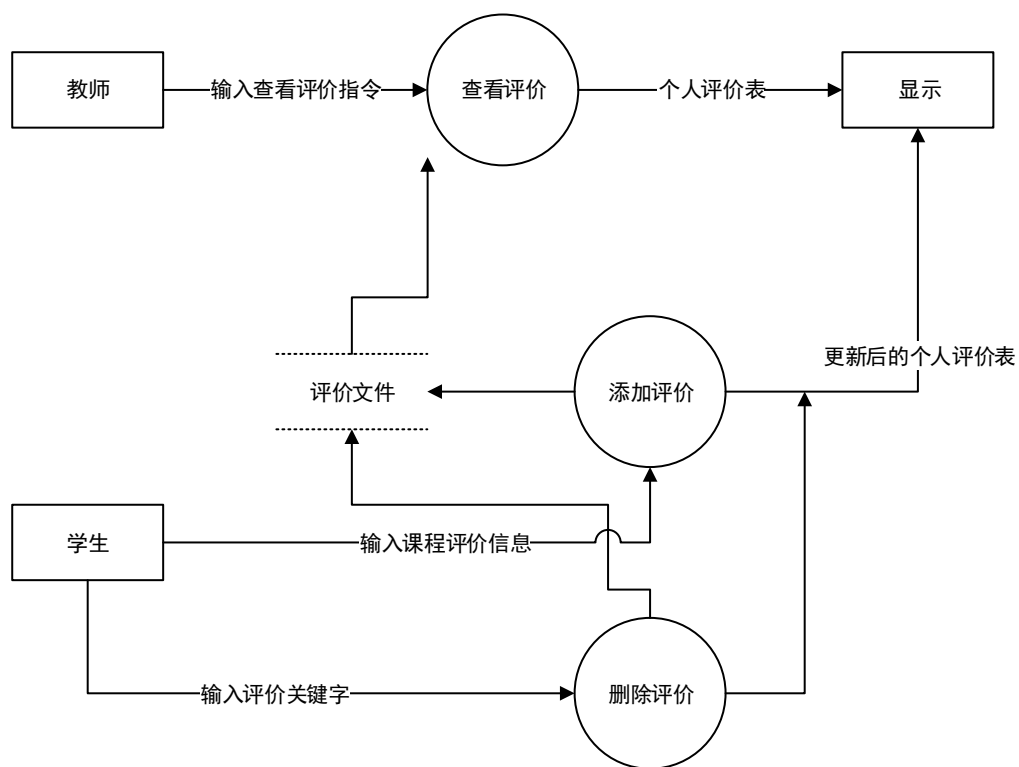 教师
输入查看评价指令
查看评价
个人评价表
显示
更新后的个人评价表
评价文件
添加评价
学生
输入课程评价信息
输入评价关键字
删除评价